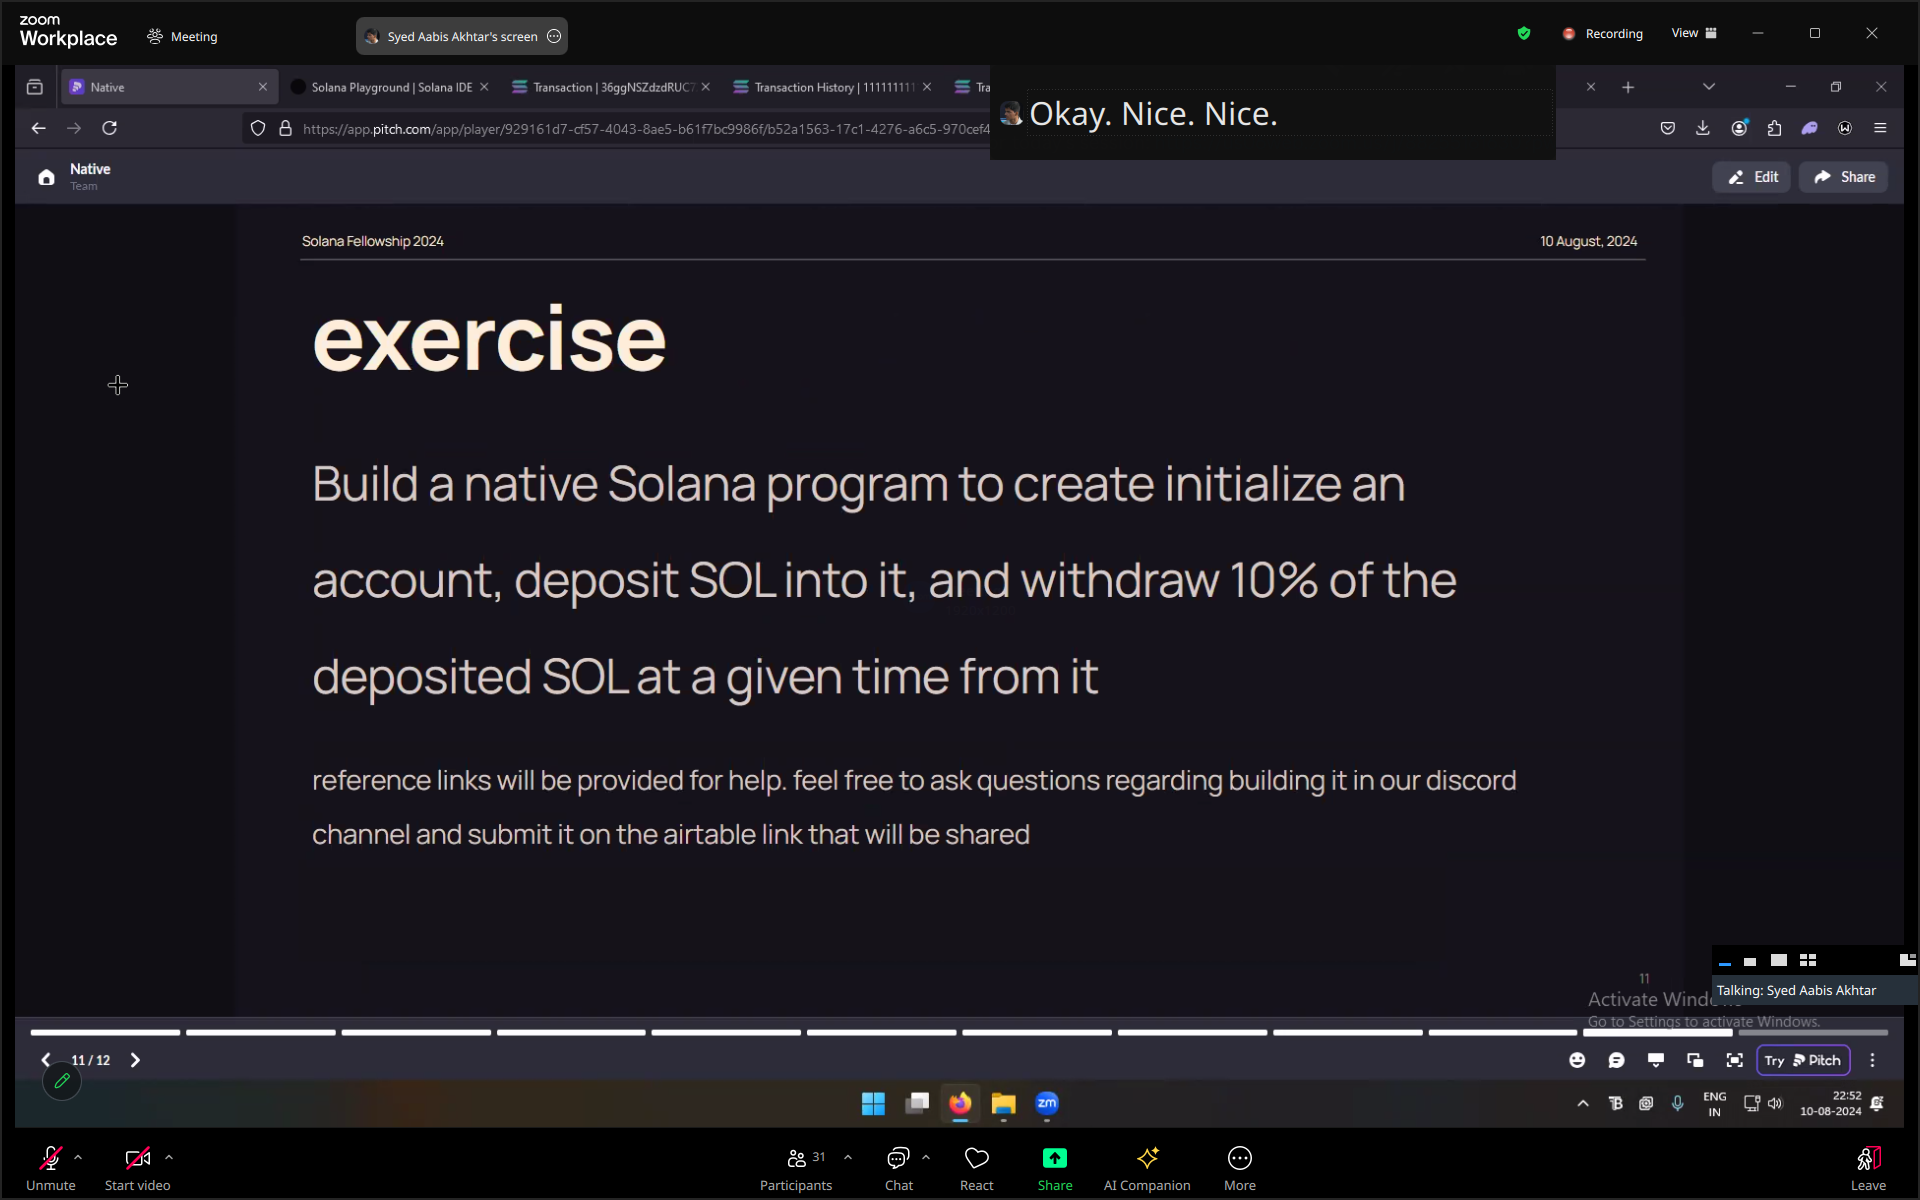 zoom
Workplace
Meeting
Syed Aabis Akhtar's screen
Recording
View
Native
Solana Playground | Solana IDE
Transaction | 36ggNSZdzdRUC7
Transaction History | 111111111
Tra
https://app.pitch.com/app/player/929161d7-cf57-4043-8ae5-b61f7bc9986f/b52a1563-17c1-4276-a6c5-970cef4
Okay. Nice. Nice.
Native
Team
Edit
Share
Solana Fellowship 2024
10 August, 2024
exercise
Build a native Solana program to create initialize an
account, deposit SOL into it, and withdraw 10% of the
deposited SOL at a given time from it
reference links will be provided for help. feel free to ask questions regarding building it in our discord
channel and submit it on the airtable link that will be shared
11
Talking: Syed Aabis Akhtar
Activate
Go to Settings to activate Windows.
11 / 12
Try Pitch
zm
ENG
IN
22:52
10-08-2024
Unmute
Start video
31
Participants
Chat
React
Share
AI Companion
More
Leave